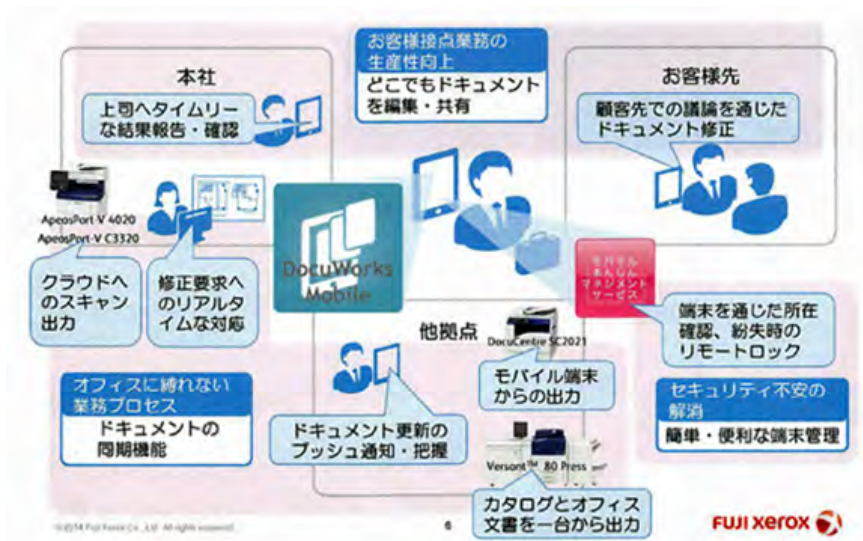 お客様接点業務の
生産性向上
どこでもドキュメント
を編集・共有
本社
上司へタイムリー
な結果報告・確認
お客様先
顧客先での議論を通じた
ドキュメント修正
ApeosPort-V 4020
ApeosPort-V C3320
クラウドへ
のスキャン
出力
修正要求へ
のリアルタ
イムな対応
DocuWorks
Mobile
モバイル
あんしん
マネジメント
サービス
端末を通じた所在
確認、紛失時の
リモートロック
他拠点
DocuCentre SC2021
モバイル端末
からの出力
オフィスに縛れない
業務プロセス
ドキュメントの
同期機能
ドキュメント更新の
プッシュ通知・把握
セキュリティ不安の
解消
簡単・便利な端末管理
Versant™ 80 Press
カタログとオフィス
文書を一台から出力
©2014 Fuji Xerox Co., Ltd. All rights reserved.
6
FUJI XEROX